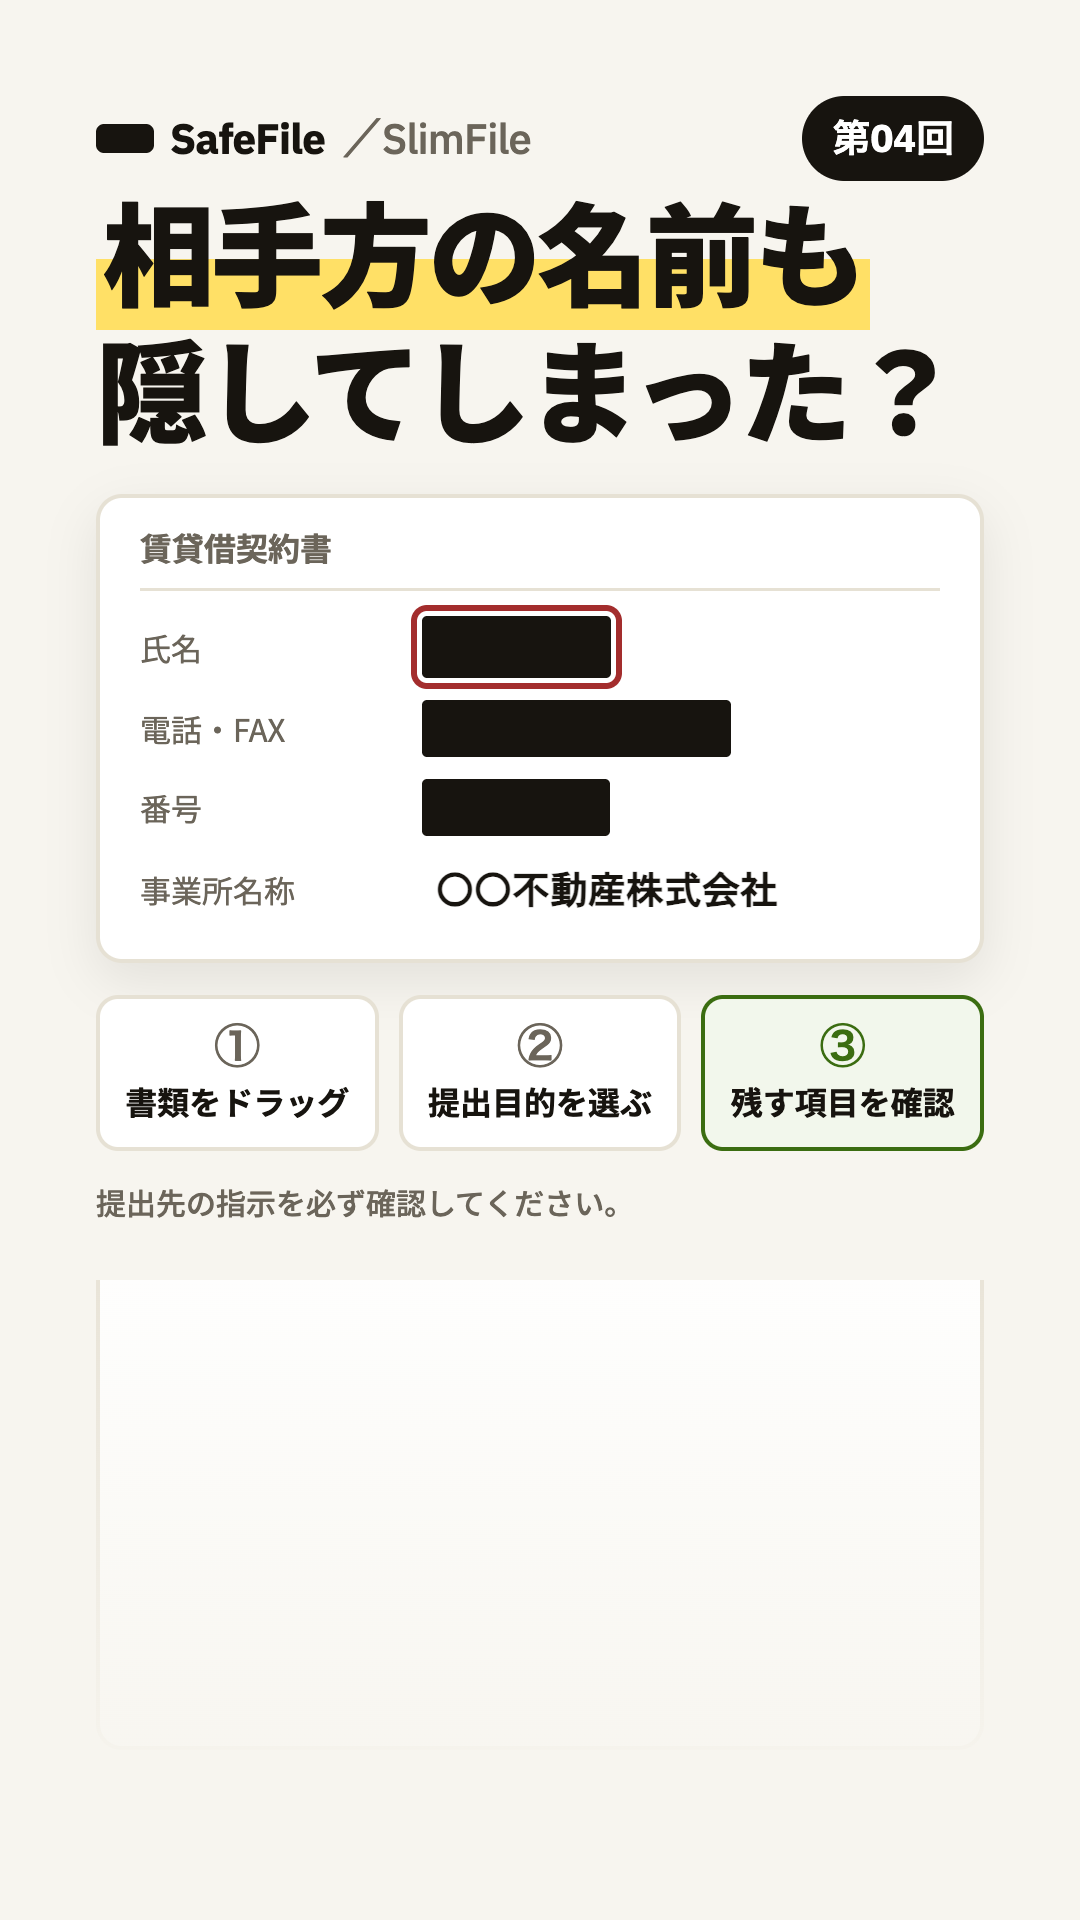 SafeFile ／SlimFile
第04回
相手方の名前も
隠してしまった？
賃貸借契約書
氏名
電話・FAX
番号
事業所名称 〇〇不動産株式会社
①
書類をドラッグ
②
提出目的を選ぶ
③
残す項目を確認
提出先の指示を必ず確認してください。